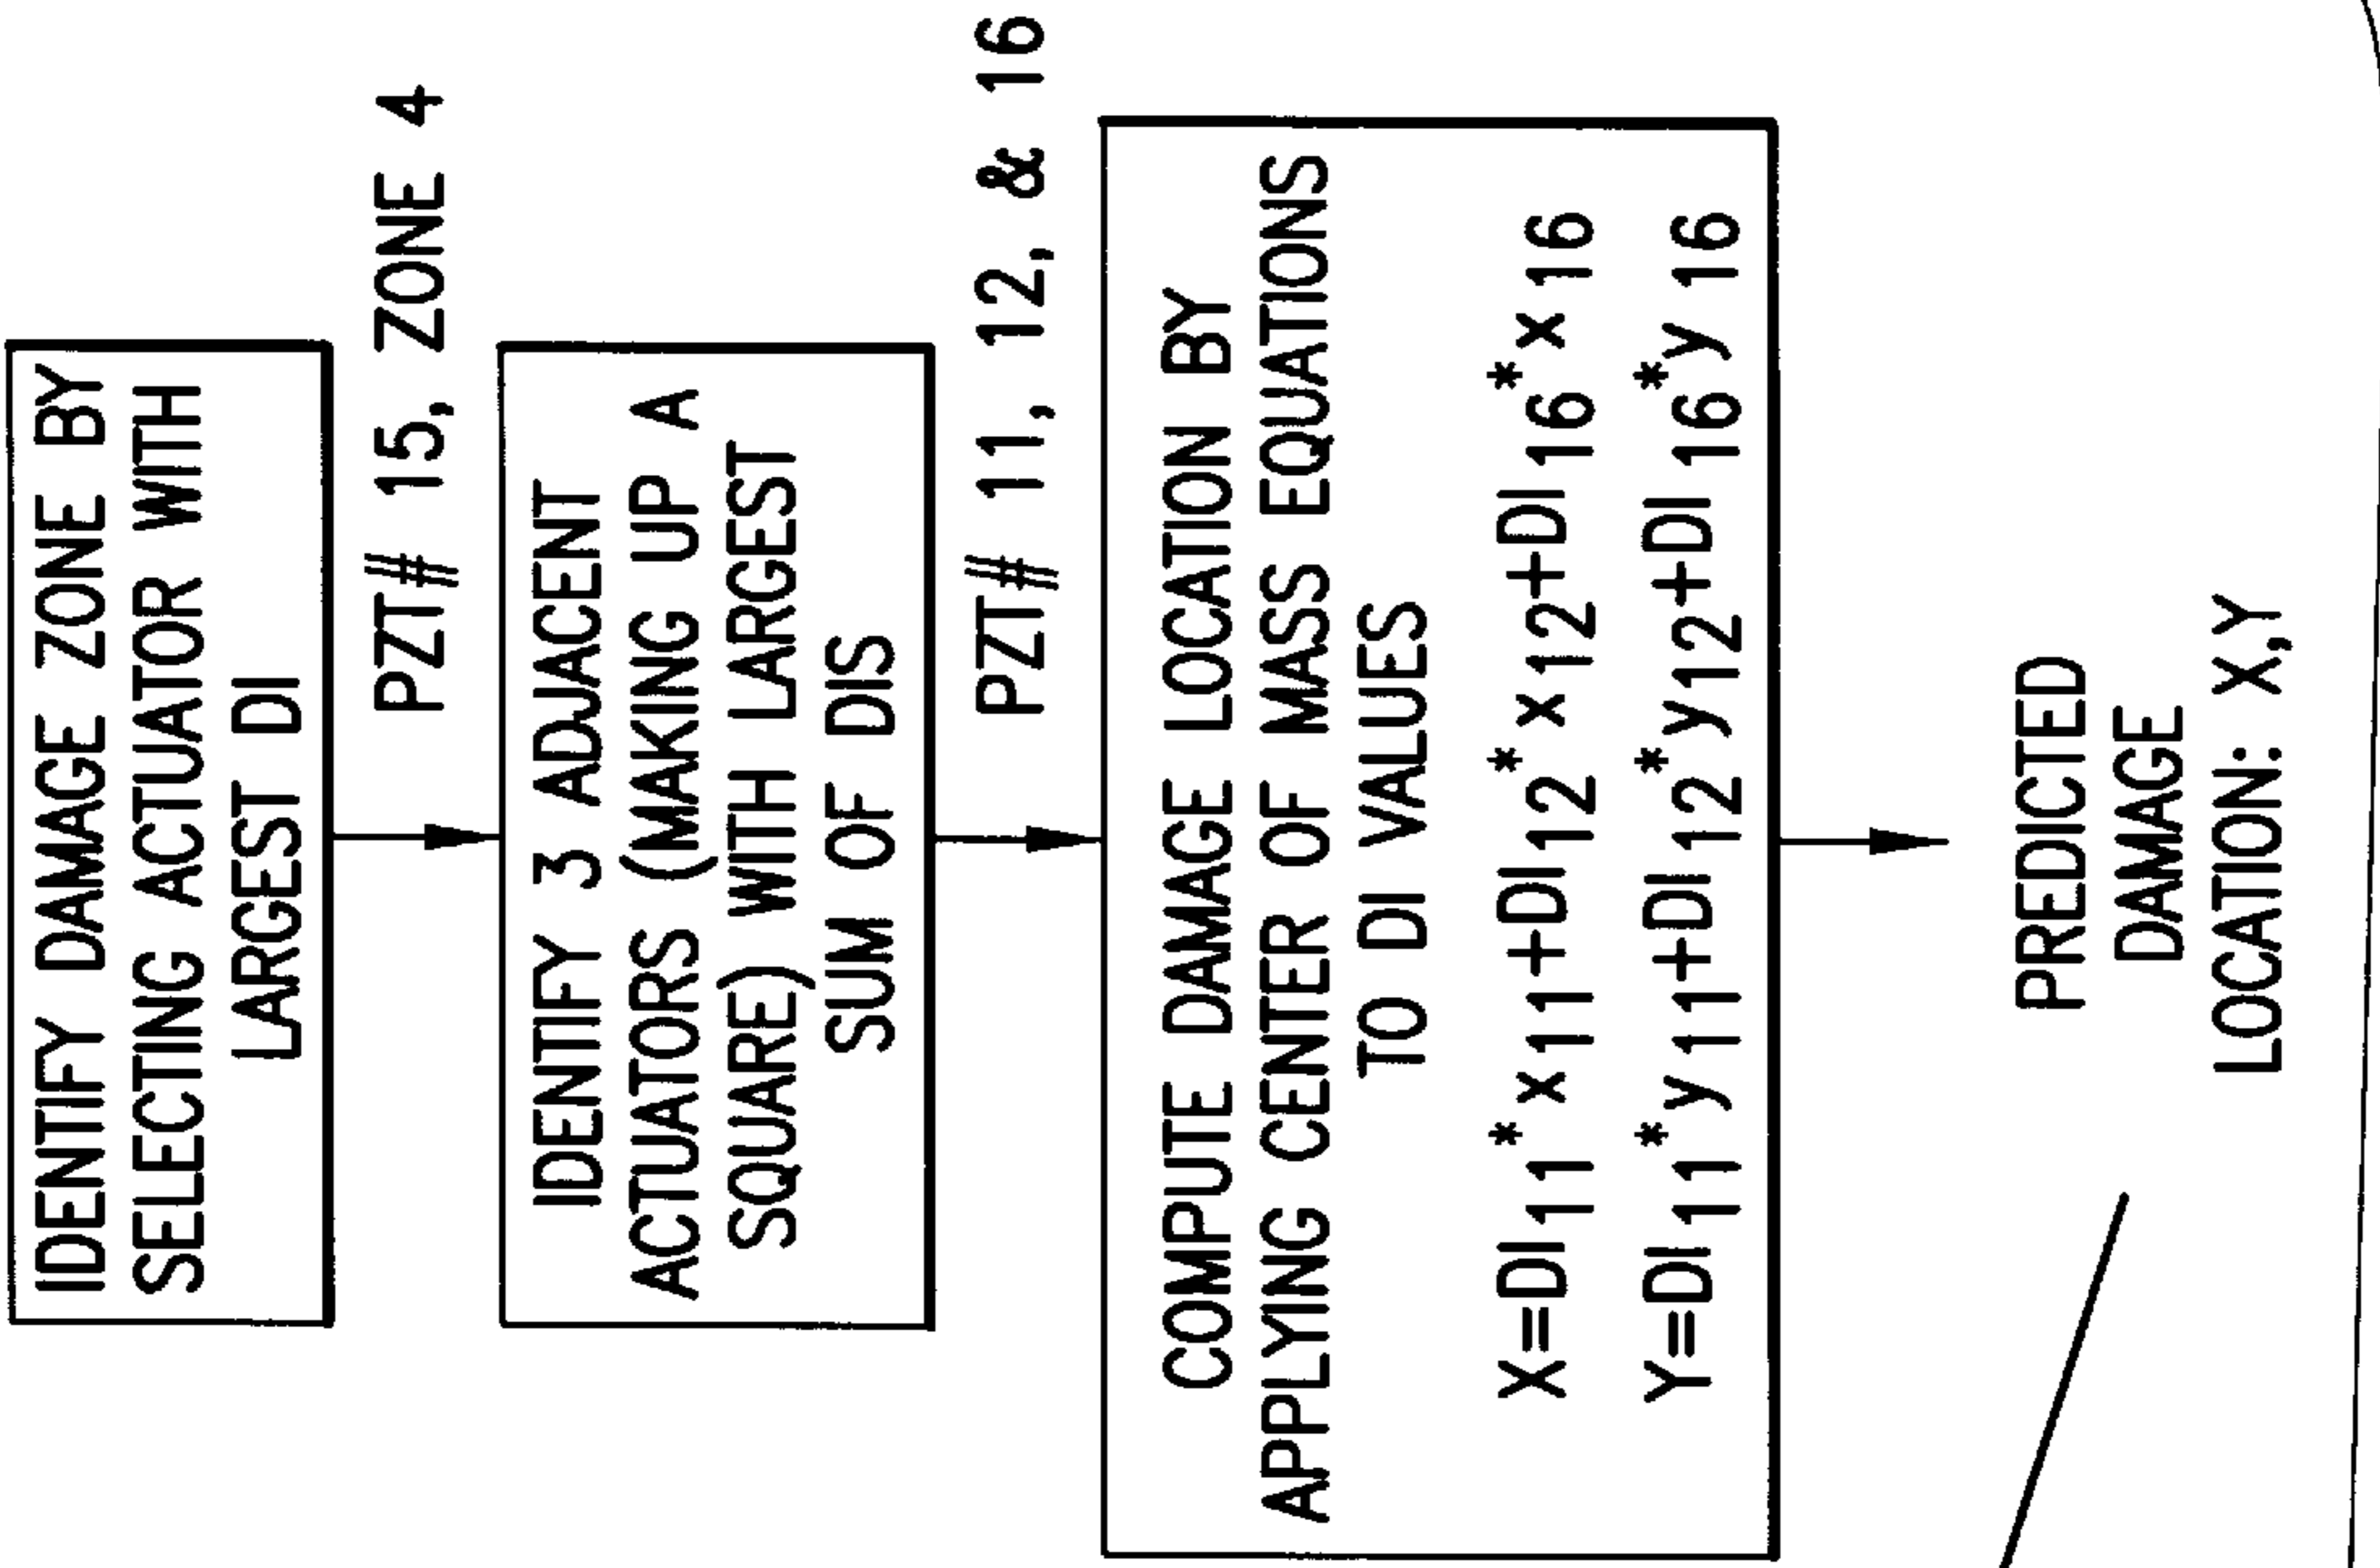 IDENTIFY DAMAGE ZONE BY
SELECTING ACTUATOR WITH
LARGEST DI
PZT# 15, ZONE 4
IDENTIFY 3 ADJACENT
ACTUATORS (MAKING UP A
SQUARE) WITH LARGEST
SUM OF DIS
PZT# 11, 12, & 16
COMPUTE DAMAGE LOCATION BY
APPLYING CENTER OF MASS EQUATIONS
TO DI VALUES
X=DI11*x11+DI12*x12+DI16*x16
Y=DI11*y11+DI12*y12+DI16*y16
PREDICTED
DAMAGE
LOCATION: X,Y